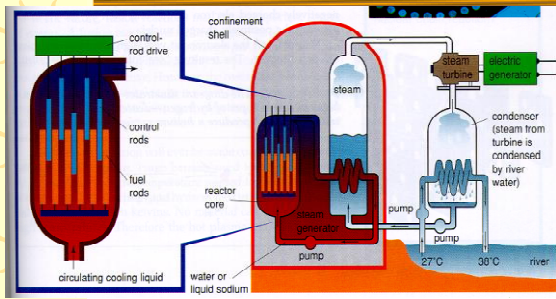 control-
rod drive
control
rods
fuel
rods
circulating cooling liquid
confinement
shell
reactor
core
water or
liquid sodium
steam
steam
generator
pump
steam
turbine
electric
generator
condensor
(steam from
turbine is
condensed
by river
water)
pump
pump
27°C
38°C
river